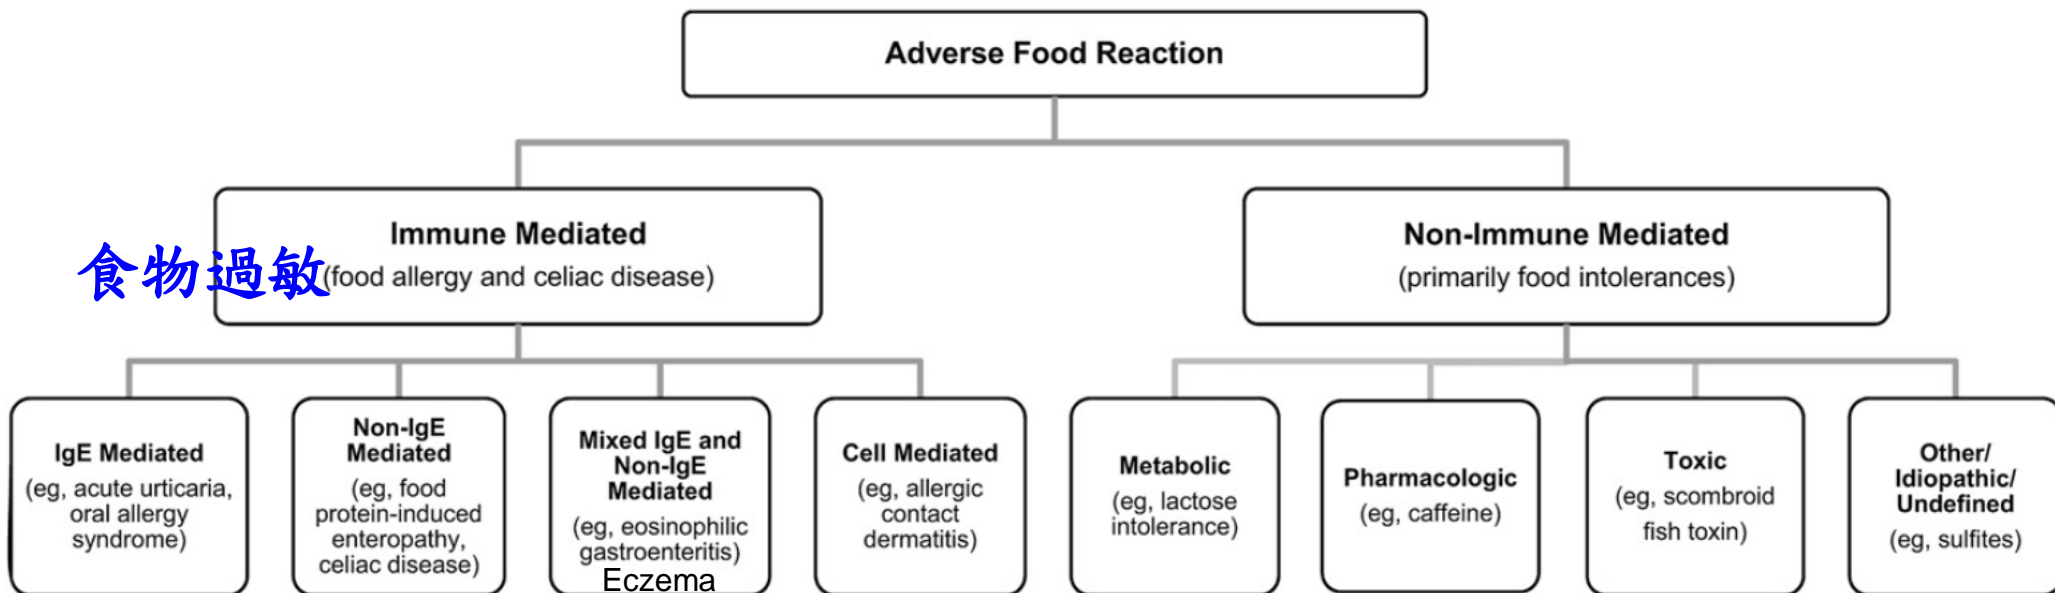 Adverse Food Reaction
Immune Mediated
食物過敏
(food allergy and celiac disease)
Non-Immune Mediated
(primarily food intolerances)
IgE Mediated
(eg, acute urticaria,
oral allergy
syndrome)
Non-IgE
Mediated
(eg, food
protein-induced
enteropathy,
celiac disease)
Mixed IgE and
Non-IgE
Mediated
(eg, eosinophilic
gastroenteritis)
Eczema
Cell Mediated
(eg, allergic
contact
dermatitis)
Metabolic
(eg, lactose
intolerance)
Pharmacologic
(eg, caffeine)
Toxic
(eg, scombroid
fish toxin)
Other/
Idiopathic/
Undefined
(eg, sulfites)